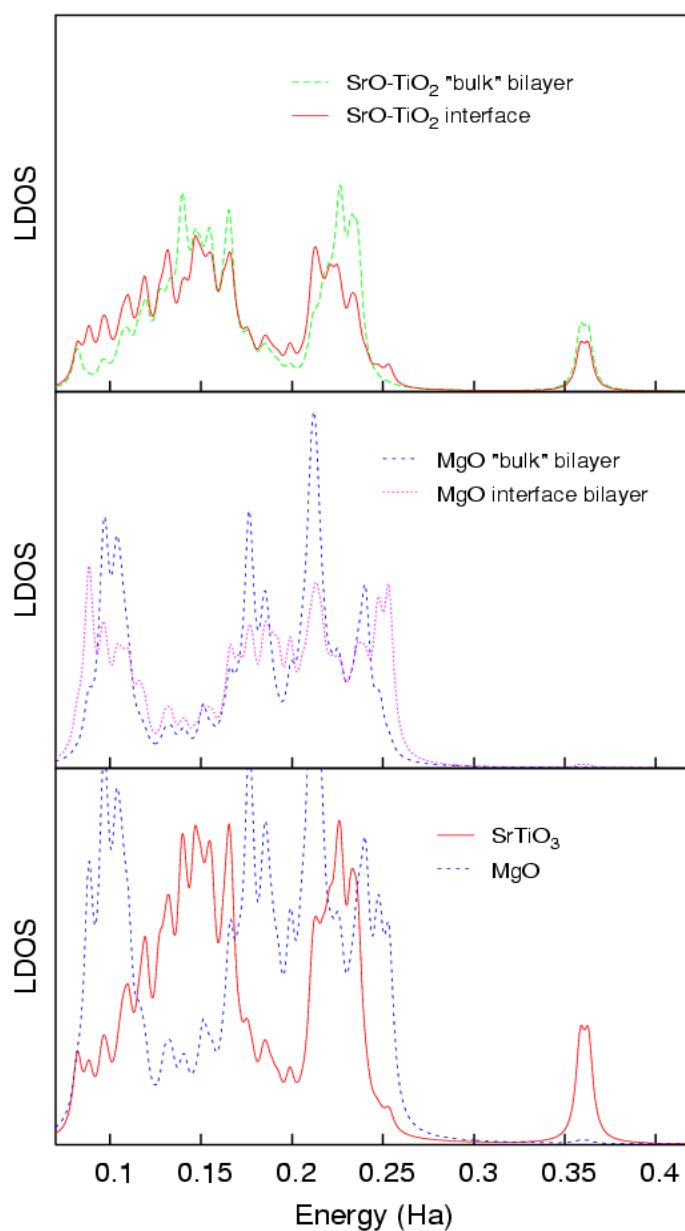 SrO-TiO₂ "bulk" bilayer
SrO-TiO₂ interface
LDOS
MgO "bulk" bilayer
MgO interface bilayer
LDOS
SrTiO₃
MgO
LDOS
0.1 0.15 0.2 0.25 0.3 0.35 0.4
Energy (Ha)